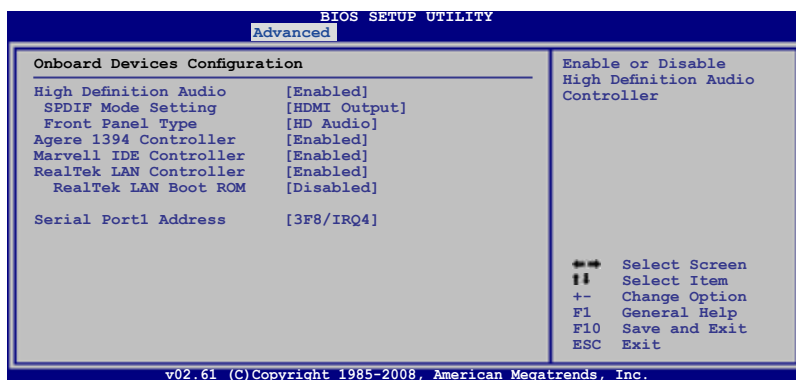 BIOS SETUP UTILITY
Advanced
Onboard Devices Configuration
High Definition Audio [Enabled]
SPDIF Mode Setting [HDMI Output]
Front Panel Type [HD Audio]
Agere 1394 Controller [Enabled]
Marvell IDE Controller [Enabled]
RealTek LAN Controller [Enabled]
RealTek LAN Boot ROM [Disabled]
Serial Port1 Address [3F8/IRQ4]
Enable or Disable
High Definition Audio
Controller
←→ Select Screen
↑↓ Select Item
+- Change Option
F1 General Help
F10 Save and Exit
ESC Exit
v02.61 (C)Copyright 1985-2008, American Megatrends, Inc.